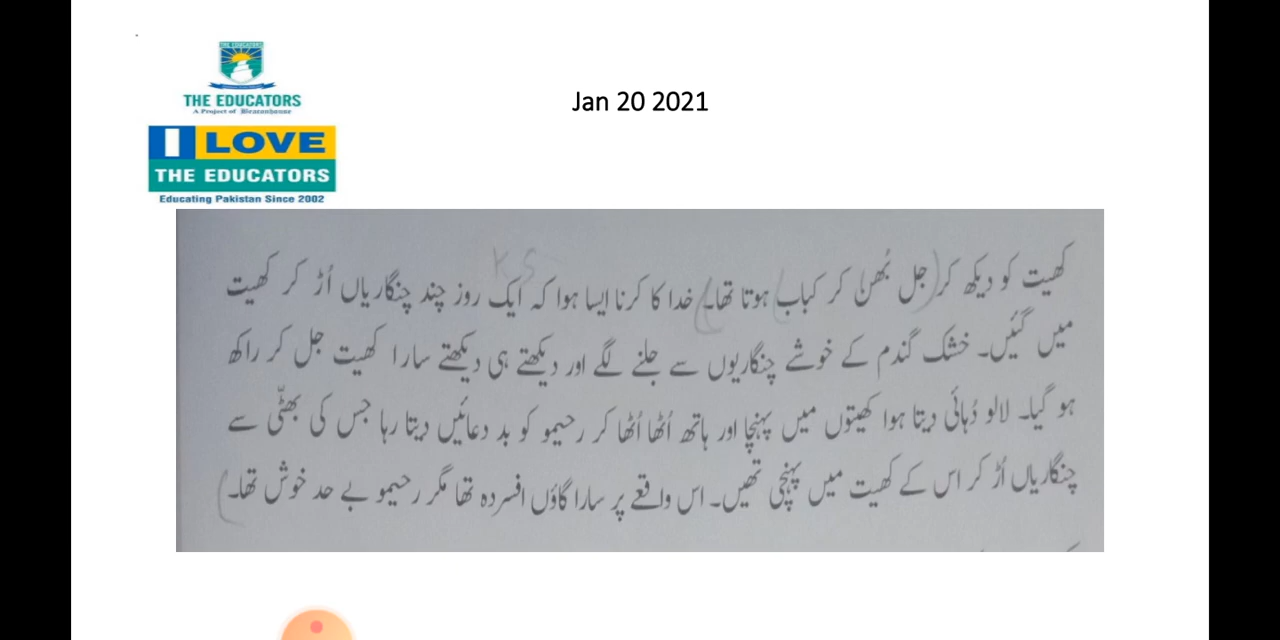 THE EDUCATORS
THE EDUCATORS
A Project of Beaconhouse
I LOVE
THE EDUCATORS
Educating Pakistan Since 2002
Jan 20 2021
K S
کھیت کو دیکھ کر (جل بُھن کر کباب) ہوتا تھا۔ (خدا کا کرنا ایسا ہوا کہ ایک روز چند چنگاریاں اُڑ کر کھیت
میں گئیں۔ خشک گندم کے خوشے چنگاریوں سے جلنے لگے اور دیکھتے ہی دیکھتے سارا کھیت جل کر راکھ
ہو گیا۔ لالو دُہائی دیتا ہوا کھیتوں میں پہنچا اور ہاتھ اُٹھا اُٹھا کر رحیمو کو بد دعائیں دیتا رہا جس کی بھٹّی سے
چنگاریاں اُڑ کر اس کے کھیت میں پہنچی تھیں۔ اس واقعے پر سارا گاؤں افسردہ تھا مگر رحیمو بے حد خوش تھا۔)